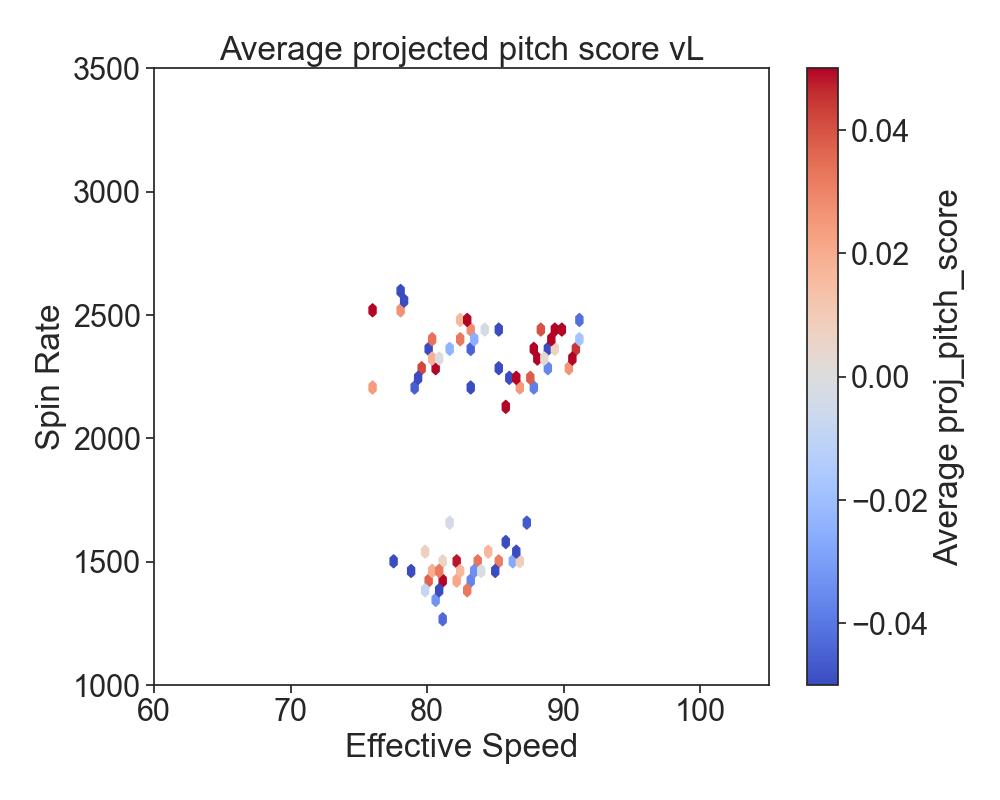 Average projected pitch score vL
3500
3000
2500
2000
1500
1000
Spin Rate
60 70 80 90 100
Effective Speed
0.04
0.02
0.00
−0.02
−0.04
Average proj_pitch_score